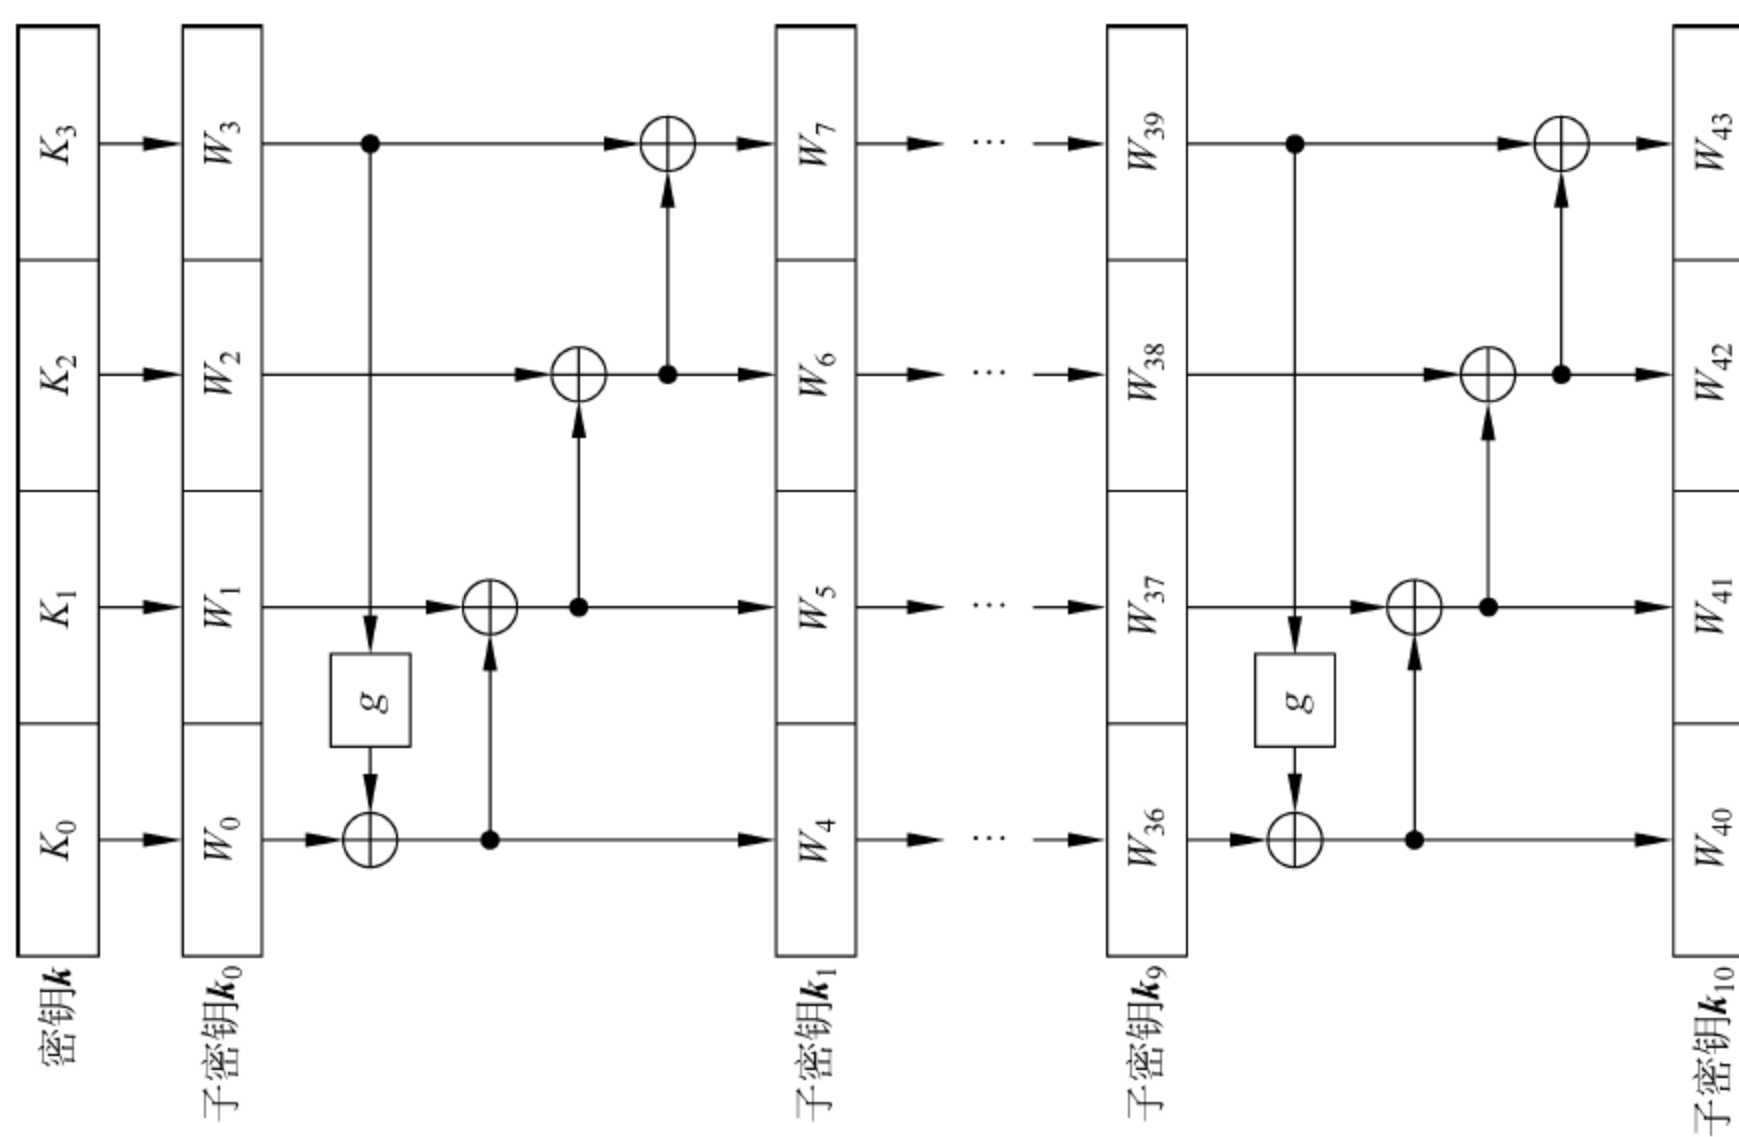 密钥k K₀ K₁ K₂ K₃
子密钥k₀ W₀ W₁ W₂ W₃
g
子密钥k₁ W₄ W₅ W₆ W₇
... ... ... ...
子密钥k₉ W₃₆ W₃₇ W₃₈ W₃₉
g
子密钥k₁₀ W₄₀ W₄₁ W₄₂ W₄₃